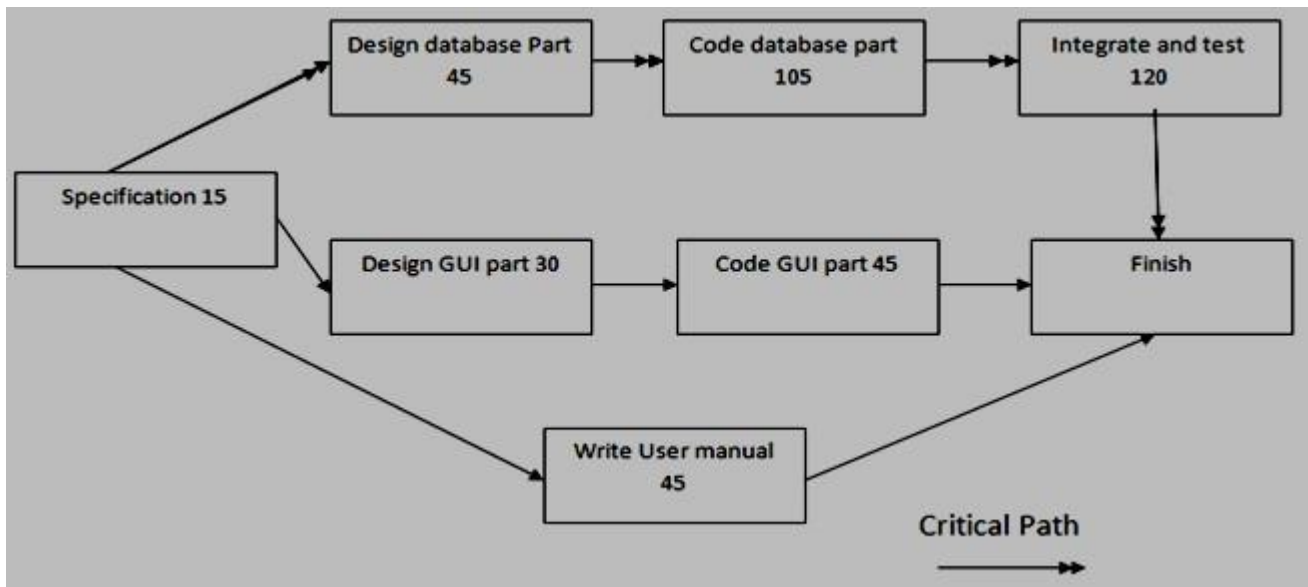 Design database Part
45
Code database part
105
Integrate and test
120
Specification 15
Design GUI part 30
Code GUI part 45
Finish
Write User manual
45
Critical Path